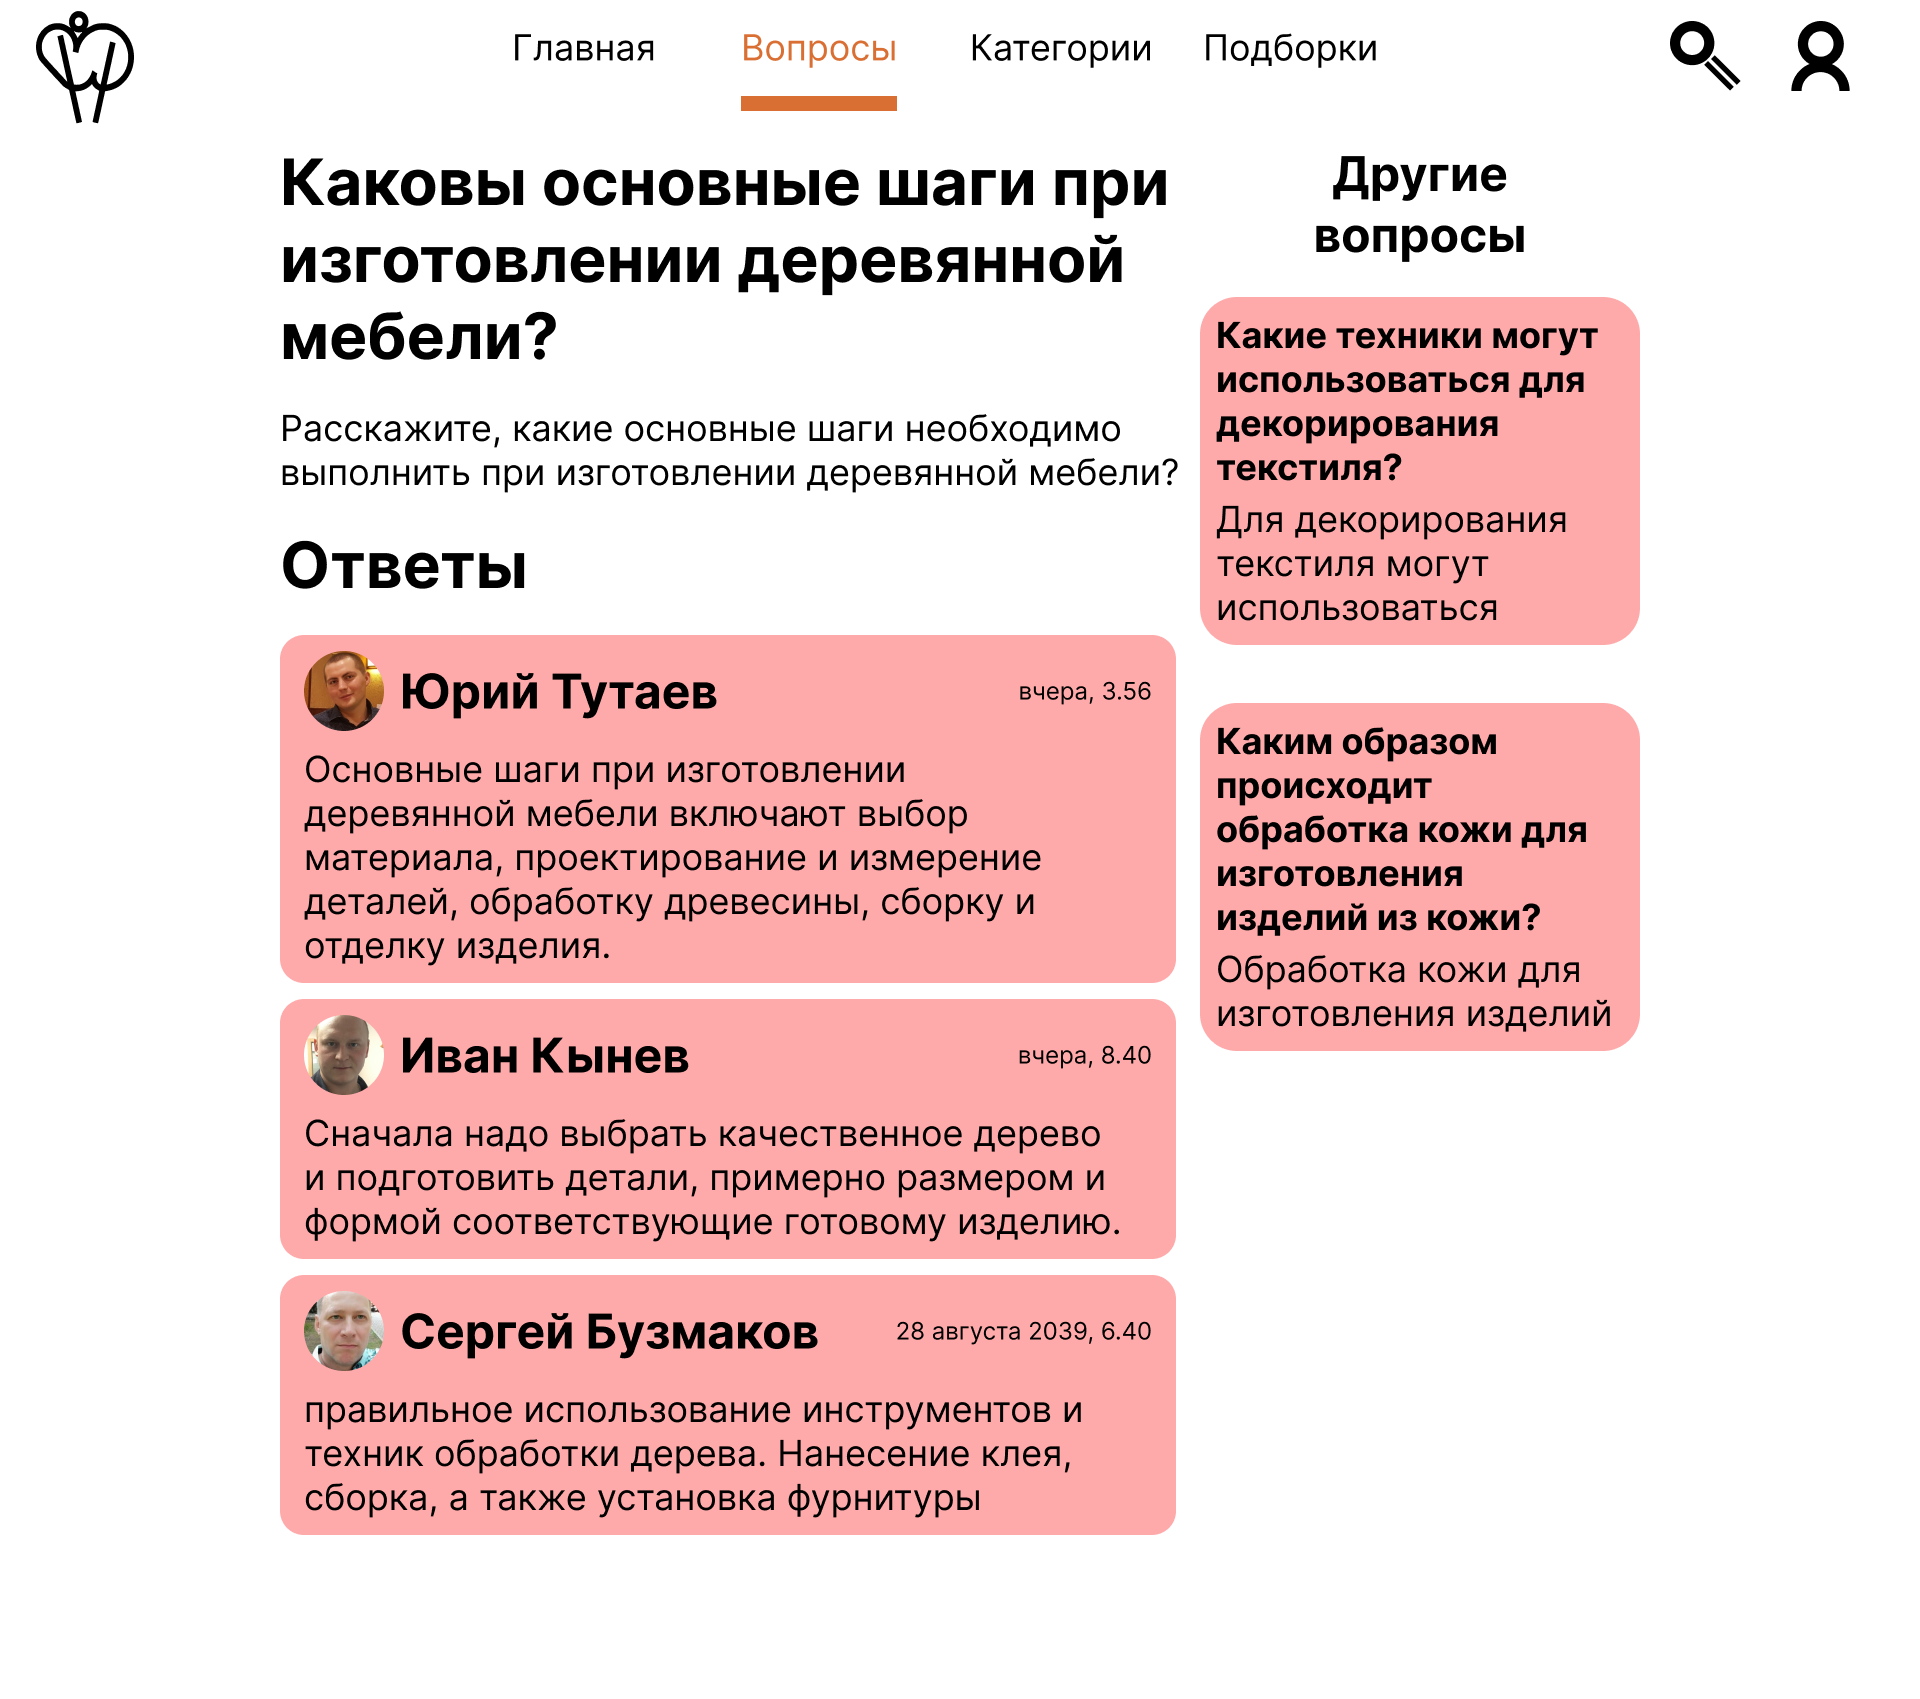 Главная
Вопросы
Категории
Подборки
Каковы основные шаги при
изготовлении деревянной
мебели?
Расскажите, какие основные шаги необходимо
выполнить при изготовлении деревянной мебели?
Ответы
Юрий Тутаев
вчера, 3.56
Основные шаги при изготовлении
деревянной мебели включают выбор
материала, проектирование и измерение
деталей, обработку древесины, сборку и
отделку изделия.
Иван Кынев
вчера, 8.40
Сначала надо выбрать качественное дерево
и подготовить детали, примерно размером и
формой соответствующие готовому изделию.
Сергей Бузмаков
28 августа 2039, 6.40
правильное использование инструментов и
техник обработки дерева. Нанесение клея,
сборка, а также установка фурнитуры
Другие
вопросы
Какие техники могут
использоваться для
декорирования
текстиля?
Для декорирования
текстиля могут
использоваться
Каким образом
происходит
обработка кожи для
изготовления
изделий из кожи?
Обработка кожи для
изготовления изделий